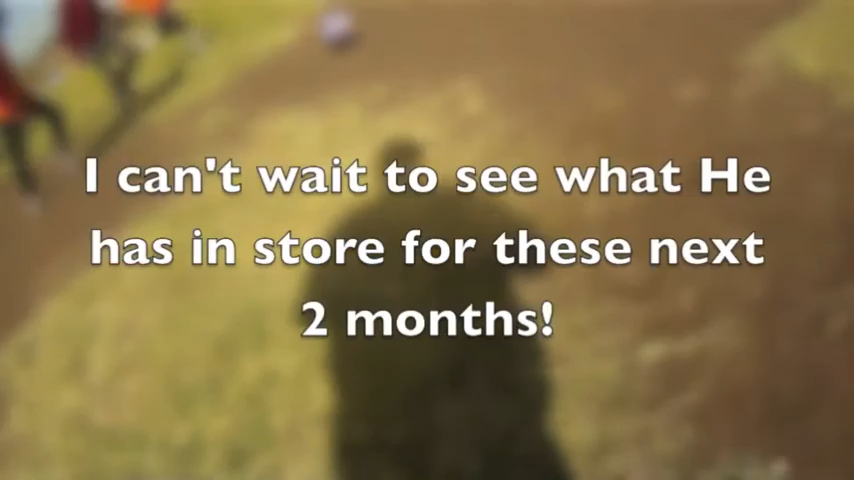 I can't wait to see what He
has in store for these next
2 months!